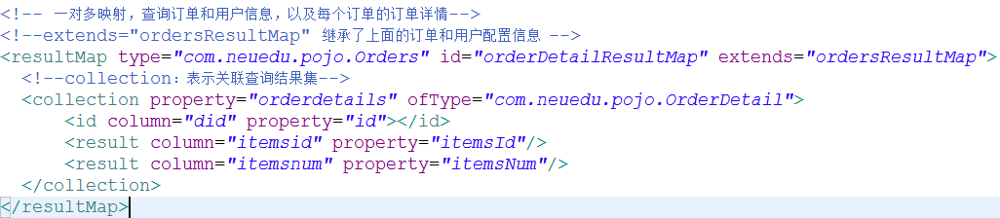 <!-- 一对多映射，查询订单和用户信息，以及每个订单的订单详情-->
<!--extends="ordersResultMap" 继承了上面的订单和用户配置信息 -->
<resultMap type="com.neuedu.pojo.Orders" id="orderDetailResultMap" extends="ordersResultMap">
<!--collection：表示关联查询结果集-->
<collection property="orderdetails" ofType="com.neuedu.pojo.OrderDetail">
<id column="did" property="id"></id>
<result column="itemsid" property="itemsId"/>
<result column="itemsnum" property="itemsNum"/>
</collection>
</resultMap>